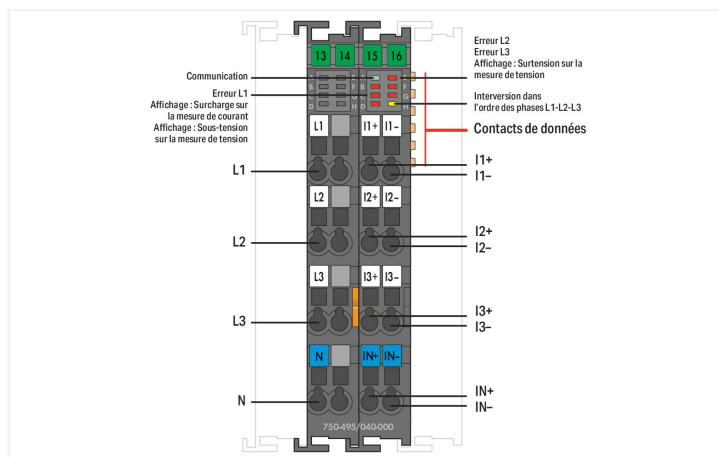 13 14 15 16
Communication
Erreur L1
Affichage : Surcharge sur
la mesure de courant
Affichage : Sous-tension
sur la mesure de tension
Erreur L2
Erreur L3
Affichage : Surtension sur la
mesure de tension
Interversion dans
l'ordre des phases L1-L2-L3
Contacts de données
L1 I1+ I1–
L1
I1+
I1–
L2 I2+ I2–
L2
I2+
I2–
L3 I3+ I3–
L3
I3+
I3–
N IN+ IN–
N
IN+
IN–
750-495/040-000